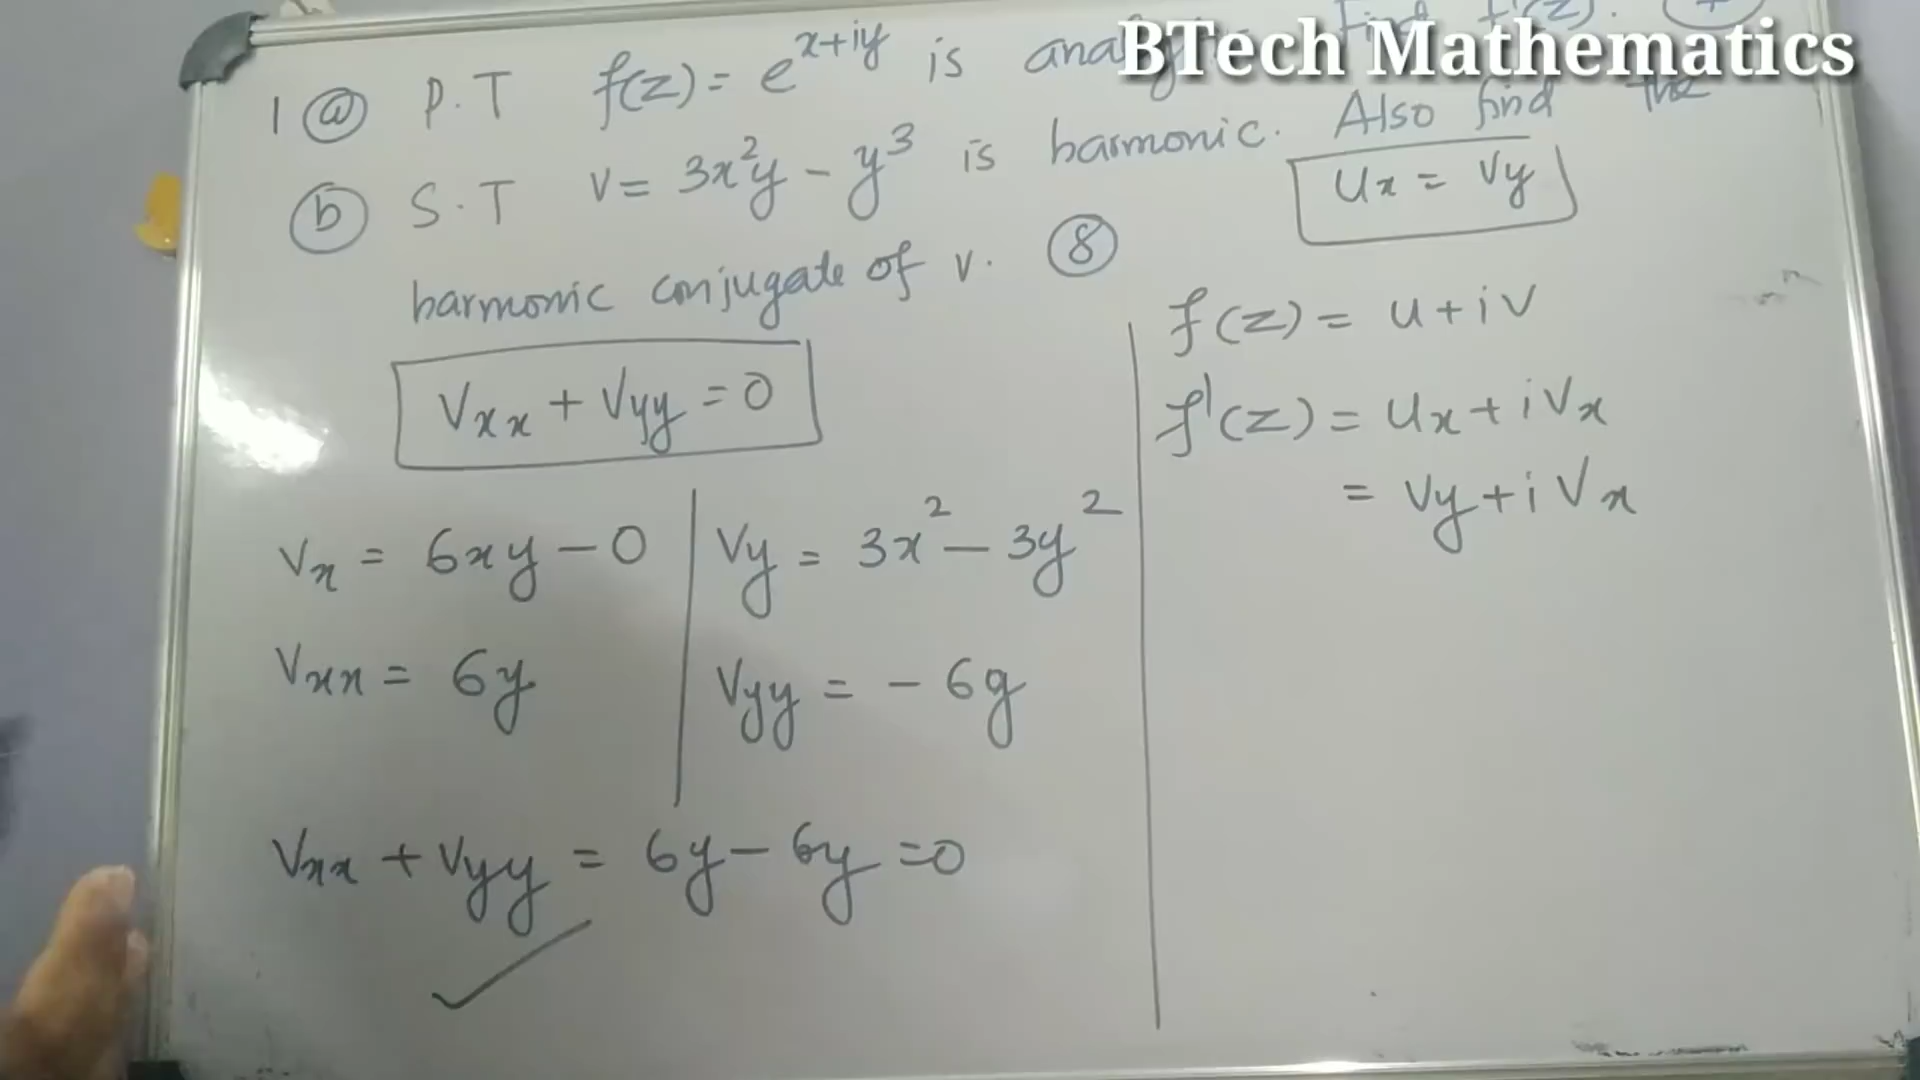 BTech Mathematics
1 (a) P.T f(z) = e^{x+iy} is find f'(z).
(b) S.T v = 3x²y - y³ is harmonic. Also find the
harmonic conjugate of v. (8)
Vxx + Vyy = 0
Vx = 6xy - 0
Vxx = 6y
Vy = 3x² - 3y²
Vyy = - 6y
Vxx + Vyy = 6y - 6y = 0
Ux = Vy
f(z) = u + iv
f'(z) = Ux + iVx
= Vy + iVx